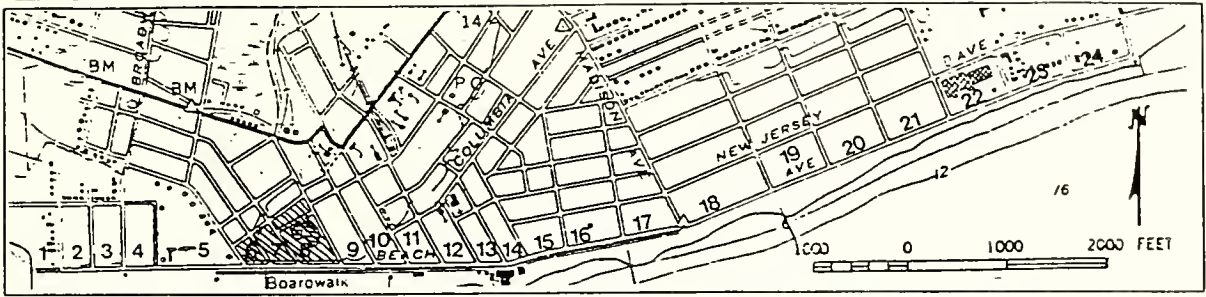 14
BM
BROAD
BM
COLUMBIA AVE
MADISON AVE
NEW JERSEY AVE
AVE
1 2 3 4 5 9 10 11 12 13 14 15 16 17 18 19 20 21 22 24
BEACH
Boardwalk
12
16
N
1000 0 1000 2000 FEET